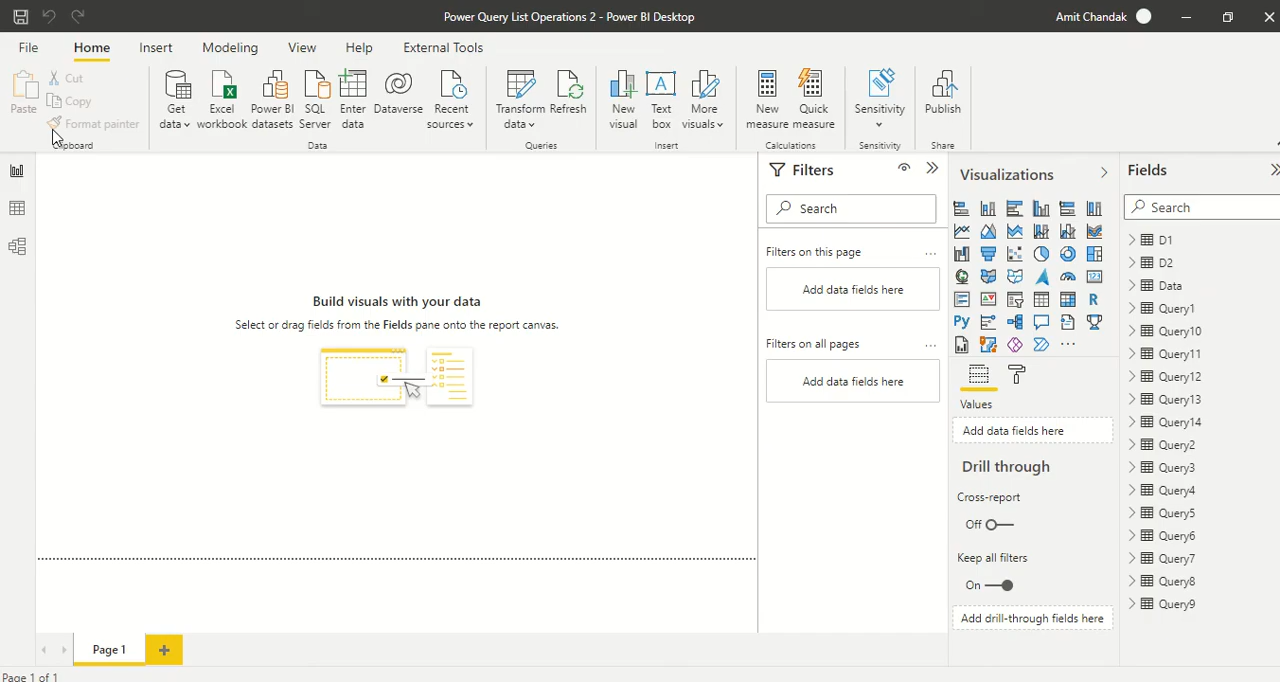 Power Query List Operations 2 - Power BI Desktop
Amit Chandak
File Home Insert Modeling View Help External Tools
Paste
Cut
Copy
Format painter
Clipboard
Get data
Excel workbook
Power BI datasets
SQL Server
Enter data
Dataverse
Recent sources
Data
Transform data
Refresh
Queries
New visual
Text box
More visuals
Insert
New measure
Quick measure
Calculations
Sensitivity
Sensitivity
Publish
Share
Build visuals with your data
Select or drag fields from the Fields pane onto the report canvas.
Filters
Search
Filters on this page
Add data fields here
Filters on all pages
Add data fields here
Visualizations
123
R
Py
Values
Add data fields here
Drill through
Cross-report
Off
Keep all filters
On
Add drill-through fields here
Fields
Search
D1
D2
Data
Query1
Query10
Query11
Query12
Query13
Query14
Query2
Query3
Query4
Query5
Query6
Query7
Query8
Query9
Page 1
Page 1 of 1